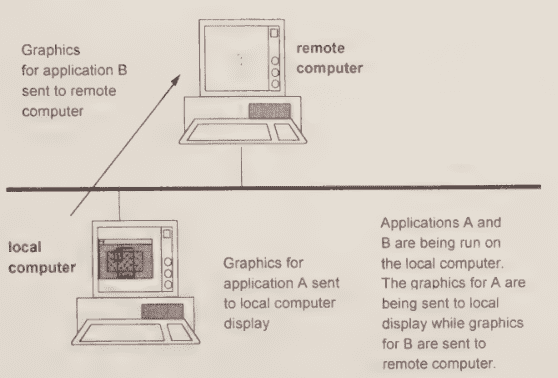 Graphics
for application B
sent to remote
computer
remote
computer
local
computer
Graphics for
application A sent
to local computer
display
Applications A and
B are being run on
the local computer.
The graphics for A are
being sent to local
display while graphics
for B are sent to
remote computer.